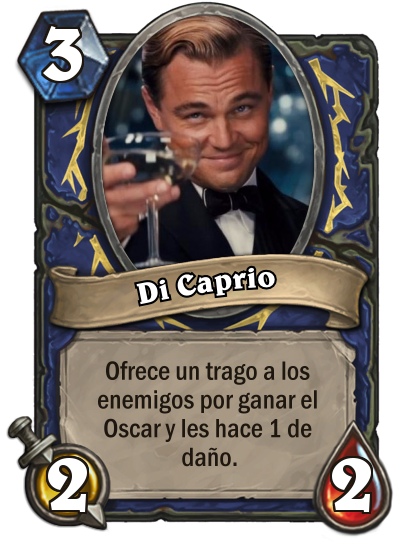 3
Di Caprio
Ofrece un trago a los
enemigos por ganar el
Oscar y les hace 1 de
daño.
2
2